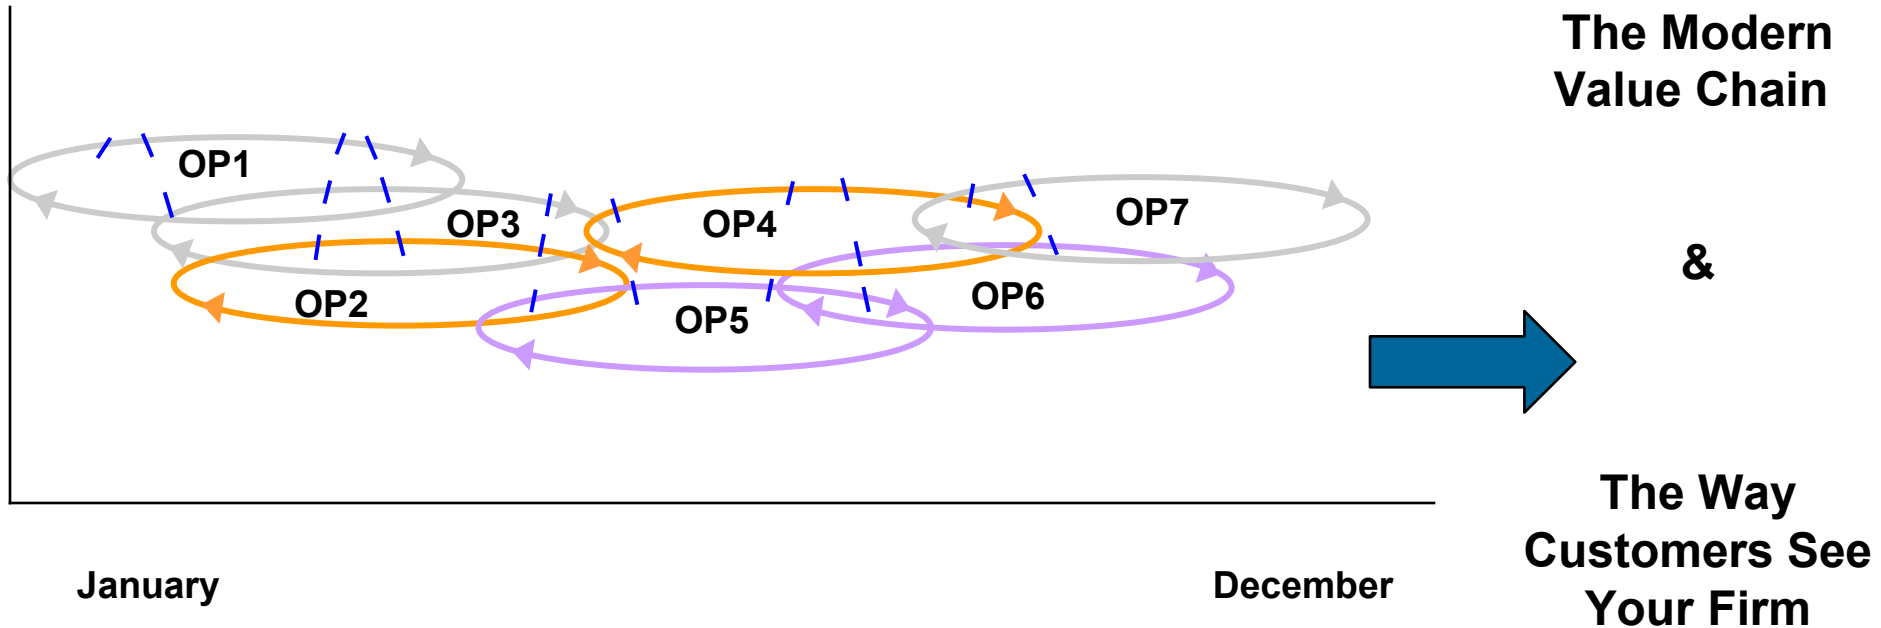 The Modern
Value Chain
OP1
OP3
OP4
OP7
&
OP2
OP5
OP6
The Way
Customers See
Your Firm
January
December